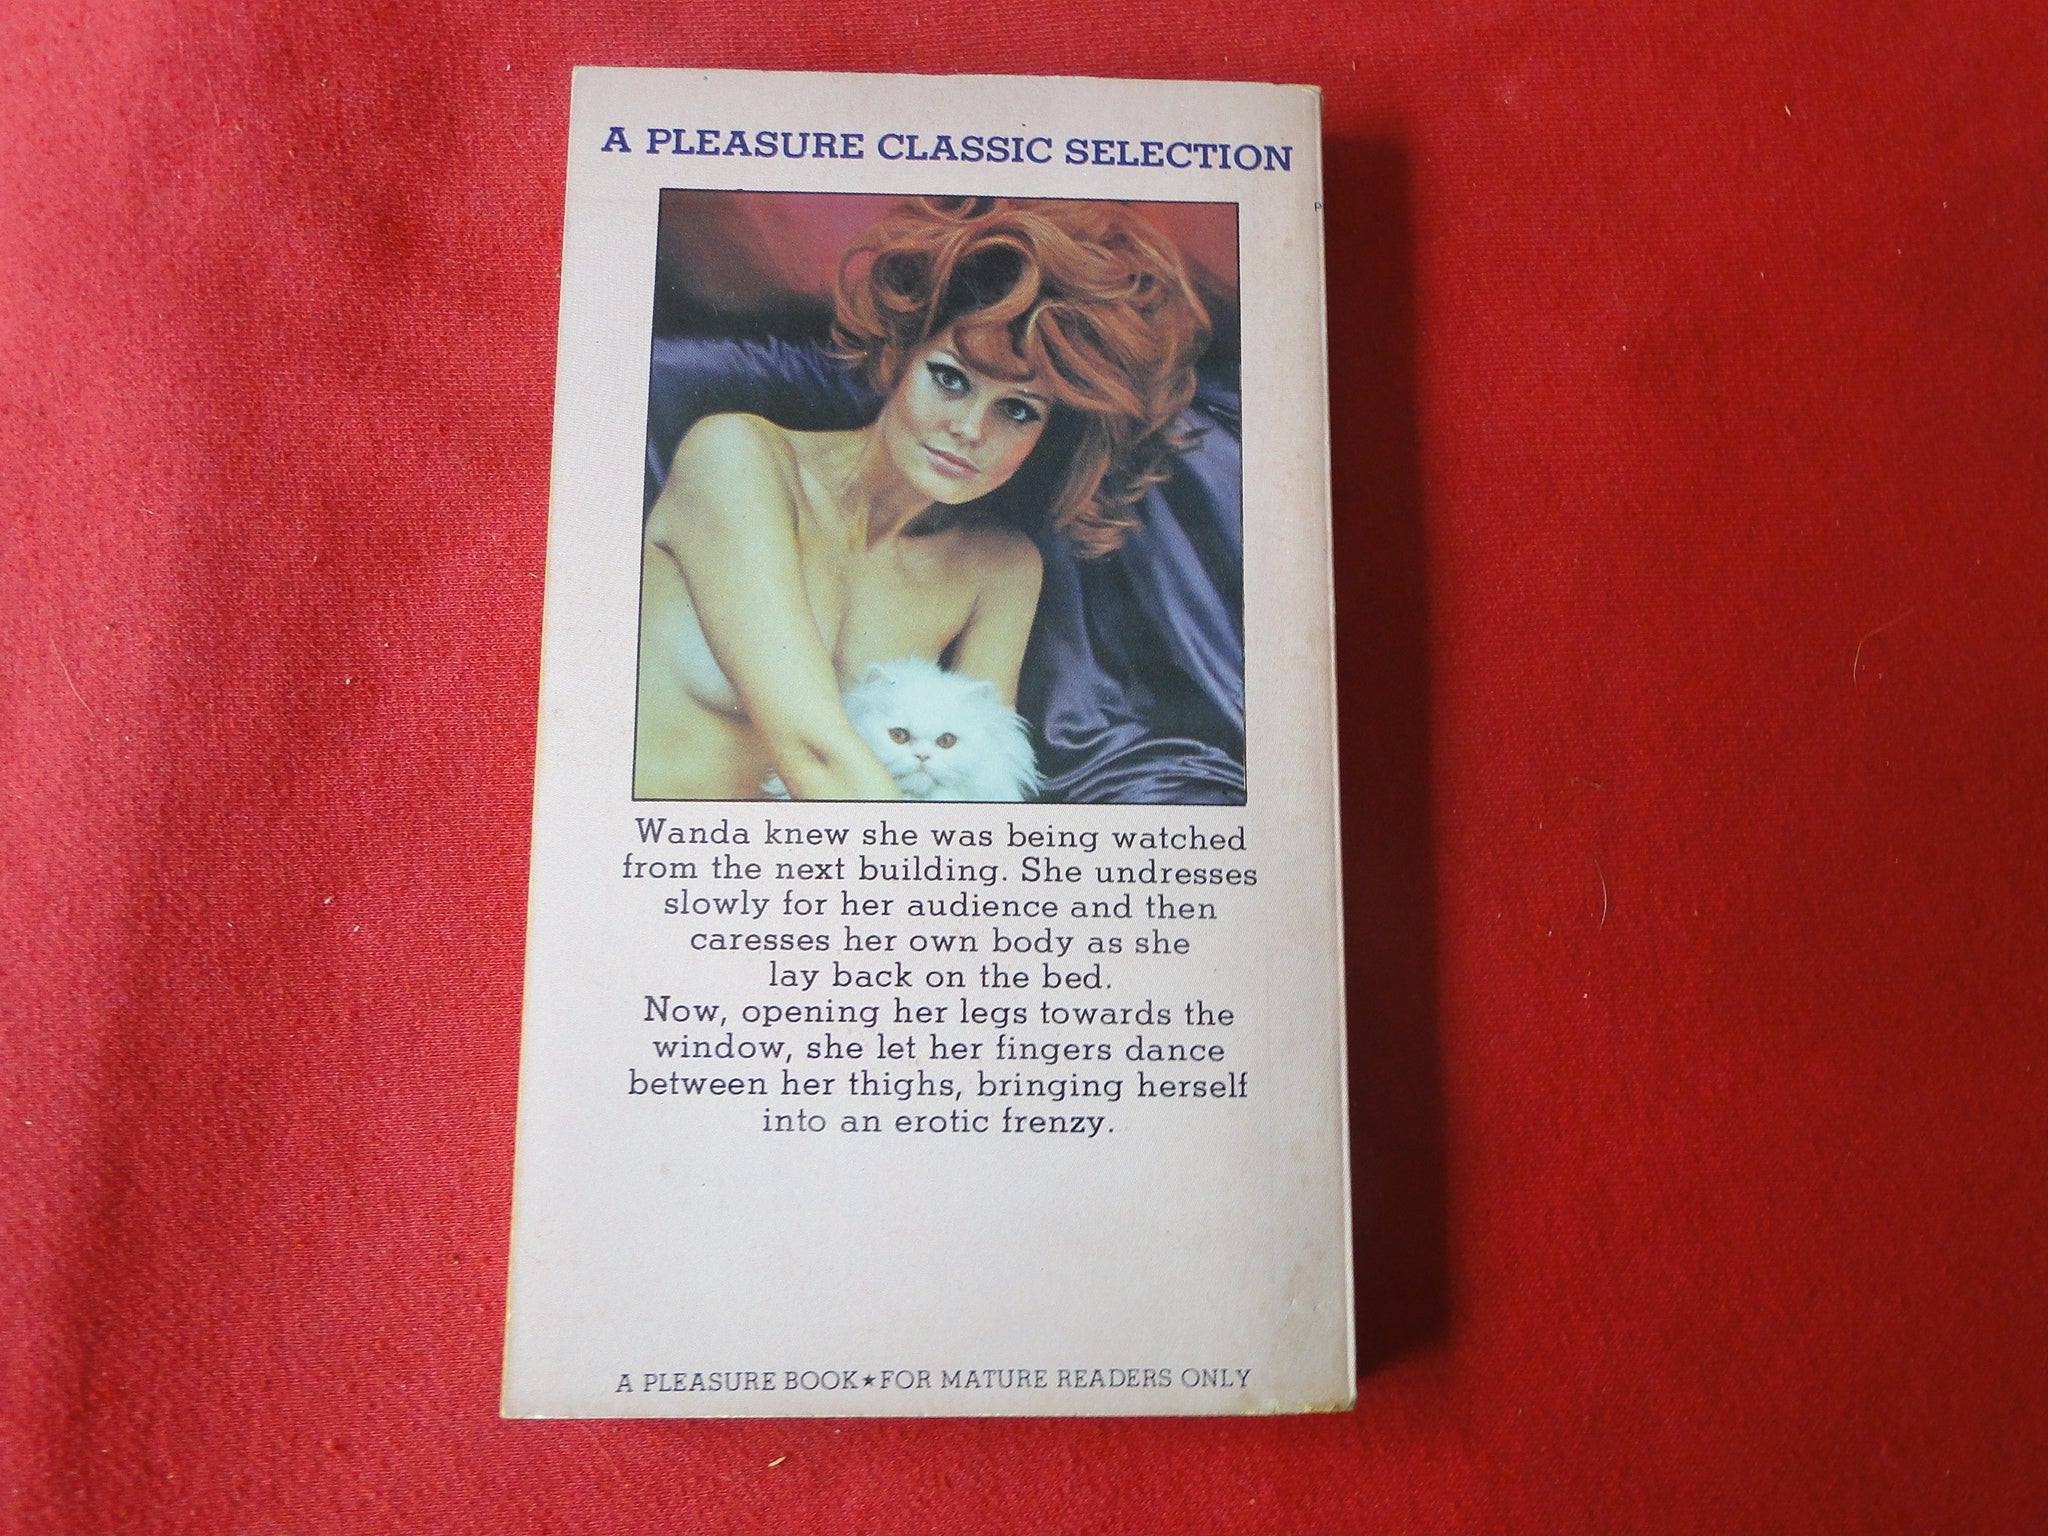 A PLEASURE CLASSIC SELECTION
P
Wanda knew she was being watched
from the next building. She undresses
slowly for her audience and then
caresses her own body as she
lay back on the bed.
Now, opening her legs towards the
window, she let her fingers dance
between her thighs, bringing herself
into an erotic frenzy.
A PLEASURE BOOK★FOR MATURE READERS ONLY